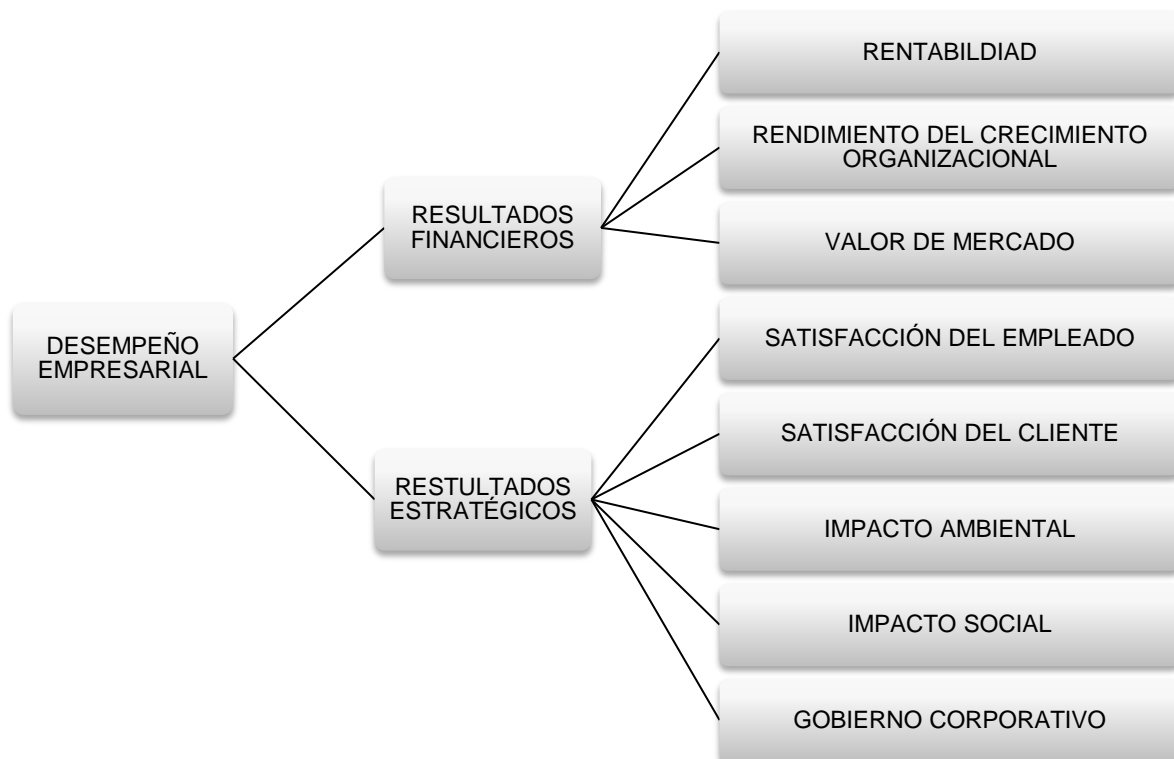 RENTABILDIAD
RENDIMIENTO DEL CRECIMIENTO
ORGANIZACIONAL
RESULTADOS
FINANCIEROS
VALOR DE MERCADO
DESEMPEÑO
EMPRESARIAL
SATISFACCIÓN DEL EMPLEADO
SATISFACCIÓN DEL CLIENTE
RESTULTADOS
ESTRATÉGICOS
IMPACTO AMBIENTAL
IMPACTO SOCIAL
GOBIERNO CORPORATIVO